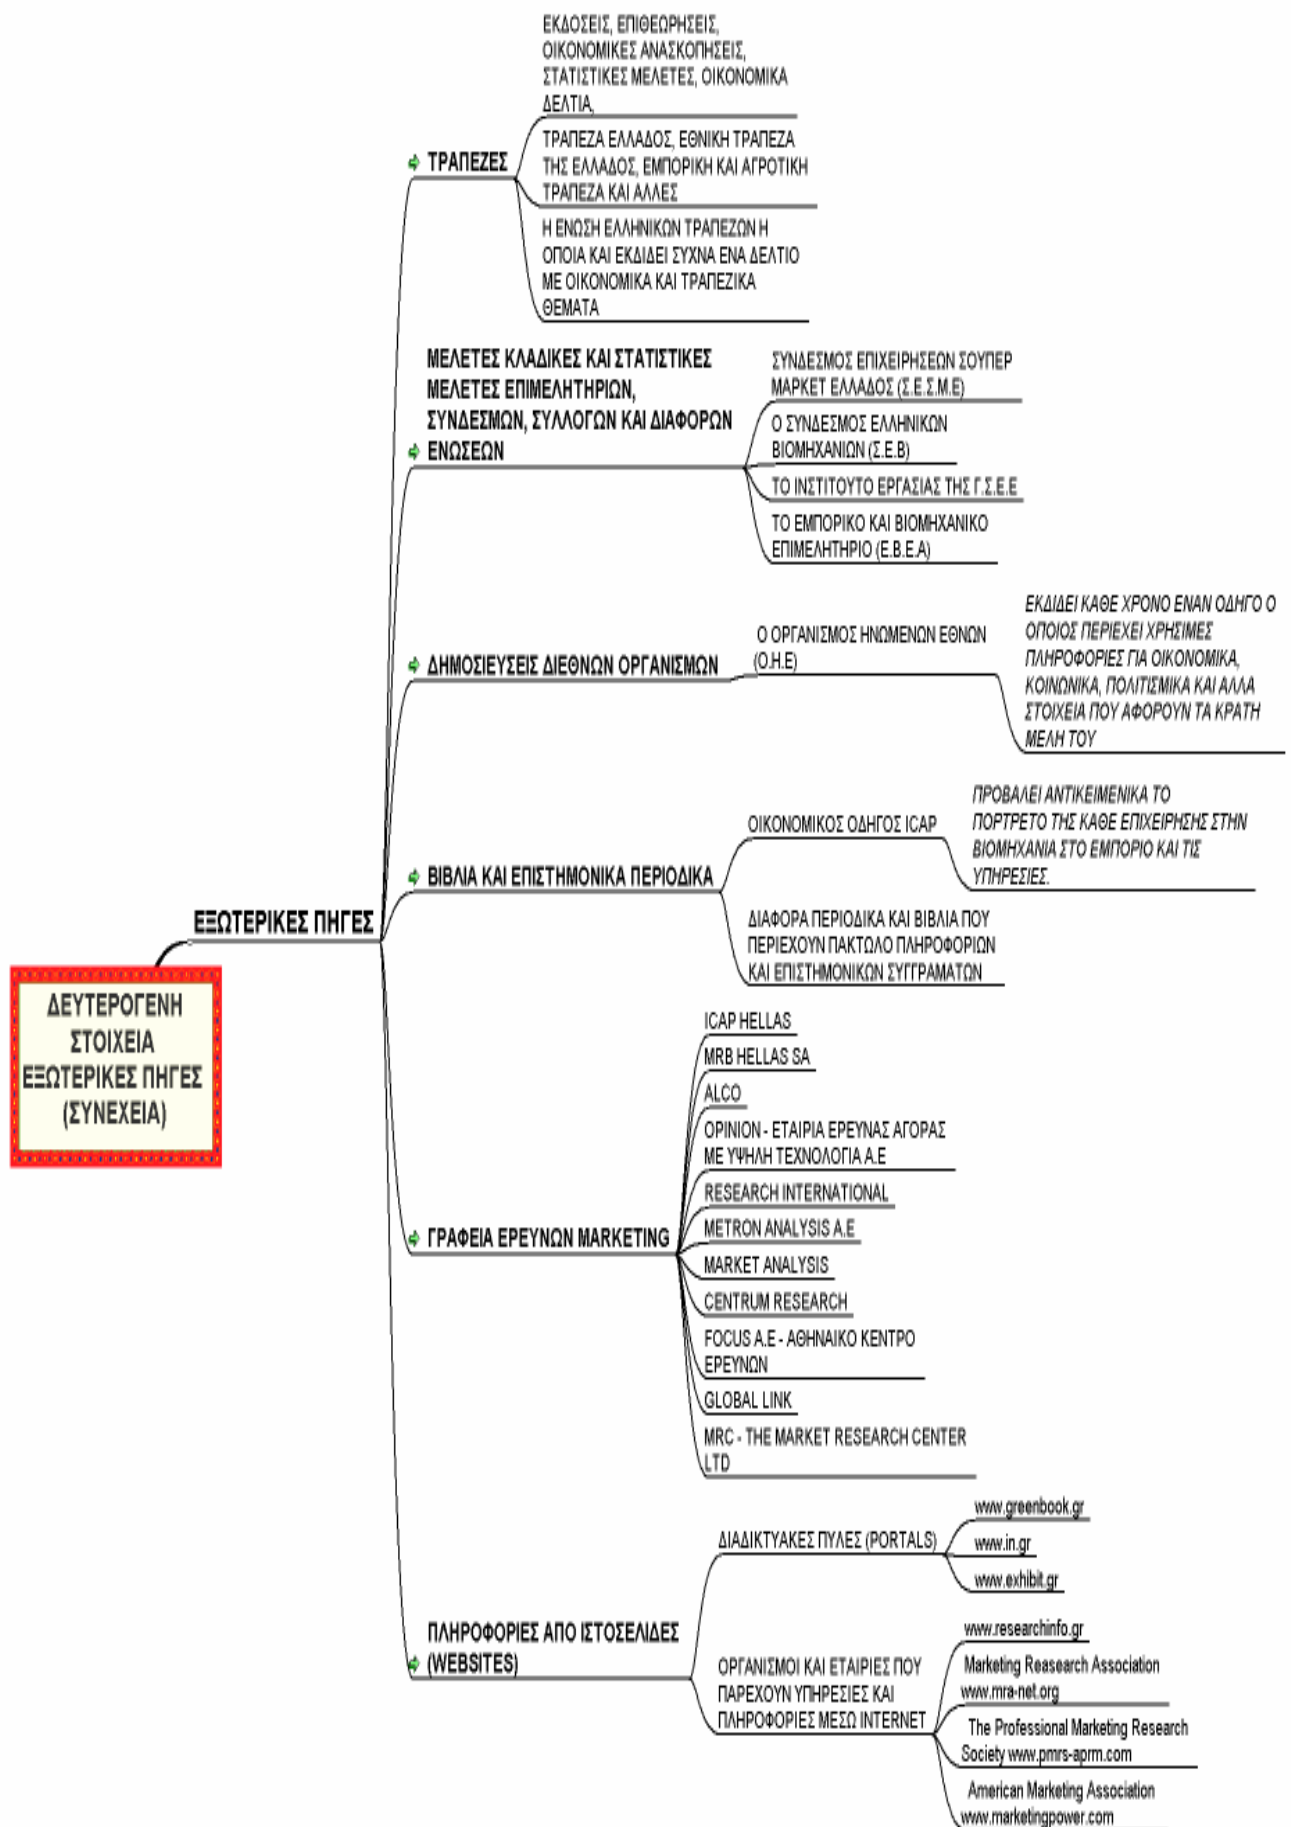 ΕΚΔΟΣΕΙΣ, ΕΠΙΘΕΩΡΗΣΕΙΣ,
ΟΙΚΟΝΟΜΙΚΕΣ ΑΝΑΣΚΟΠΗΣΕΙΣ,
ΣΤΑΤΙΣΤΙΚΕΣ ΜΕΛΕΤΕΣ, ΟΙΚΟΝΟΜΙΚΑ
ΔΕΛΤΙΑ,
ΤΡΑΠΕΖΕΣ
ΤΡΑΠΕΖΑ ΕΛΛΑΔΟΣ, ΕΘΝΙΚΗ ΤΡΑΠΕΖΑ
ΤΗΣ ΕΛΛΑΔΟΣ, ΕΜΠΟΡΙΚΗ ΚΑΙ ΑΓΡΟΤΙΚΗ
ΤΡΑΠΕΖΑ ΚΑΙ ΑΛΛΕΣ
Η ΕΝΩΣΗ ΕΛΛΗΝΙΚΩΝ ΤΡΑΠΕΖΩΝ Η
ΟΠΟΙΑ ΚΑΙ ΕΚΔΙΔΕΙ ΣΥΧΝΑ ΕΝΑ ΔΕΛΤΙΟ
ΜΕ ΟΙΚΟΝΟΜΙΚΑ ΚΑΙ ΤΡΑΠΕΖΙΚΑ
ΘΕΜΑΤΑ
ΜΕΛΕΤΕΣ ΚΛΑΔΙΚΕΣ ΚΑΙ ΣΤΑΤΙΣΤΙΚΕΣ
ΜΕΛΕΤΕΣ ΕΠΙΜΕΛΗΤΗΡΙΩΝ,
ΣΥΝΔΕΣΜΩΝ, ΣΥΛΛΟΓΩΝ ΚΑΙ ΔΙΑΦΟΡΩΝ
ΕΝΩΣΕΩΝ
ΣΥΝΔΕΣΜΟΣ ΕΠΙΧΕΙΡΗΣΕΩΝ ΣΟΥΠΕΡ
ΜΑΡΚΕΤ ΕΛΛΑΔΟΣ (Σ.Ε.Σ.Μ.Ε)
Ο ΣΥΝΔΕΣΜΟΣ ΕΛΛΗΝΙΚΩΝ
ΒΙΟΜΗΧΑΝΙΩΝ (Σ.Ε.Β)
ΤΟ ΙΝΣΤΙΤΟΥΤΟ ΕΡΓΑΣΙΑΣ ΤΗΣ Γ.Σ.Ε.Ε
ΤΟ ΕΜΠΟΡΙΚΟ ΚΑΙ ΒΙΟΜΗΧΑΝΙΚΟ
ΕΠΙΜΕΛΗΤΗΡΙΟ (Ε.Β.Ε.Α)
ΔΗΜΟΣΙΕΥΣΕΙΣ ΔΙΕΘΝΩΝ ΟΡΓΑΝΙΣΜΩΝ
Ο ΟΡΓΑΝΙΣΜΟΣ ΗΝΩΜΕΝΩΝ ΕΘΝΩΝ
(Ο.Η.Ε)
ΕΚΔΙΔΕΙ ΚΑΘΕ ΧΡΟΝΟ ΕΝΑΝ ΟΔΗΓΟ Ο
ΟΠΟΙΟΣ ΠΕΡΙΕΧΕΙ ΧΡΗΣΙΜΕΣ
ΠΛΗΡΟΦΟΡΙΕΣ ΓΙΑ ΟΙΚΟΝΟΜΙΚΑ,
ΚΟΙΝΩΝΙΚΑ, ΠΟΛΙΤΙΣΜΙΚΑ ΚΑΙ ΑΛΛΑ
ΣΤΟΙΧΕΙΑ ΠΟΥ ΑΦΟΡΟΥΝ ΤΑ ΚΡΑΤΗ
ΜΕΛΗ ΤΟΥ
ΒΙΒΛΙΑ ΚΑΙ ΕΠΙΣΤΗΜΟΝΙΚΑ ΠΕΡΙΟΔΙΚΑ
ΟΙΚΟΝΟΜΙΚΟΣ ΟΔΗΓΟΣ ICAP
ΠΡΟΒΑΛΕΙ ΑΝΤΙΚΕΙΜΕΝΙΚΑ ΤΟ
ΠΟΡΤΡΕΤΟ ΤΗΣ ΚΑΘΕ ΕΠΙΧΕΙΡΗΣΗΣ ΣΤΗΝ
ΒΙΟΜΗΧΑΝΙΑ ΣΤΟ ΕΜΠΟΡΙΟ ΚΑΙ ΤΙΣ
ΥΠΗΡΕΣΙΕΣ.
ΔΙΑΦΟΡΑ ΠΕΡΙΟΔΙΚΑ ΚΑΙ ΒΙΒΛΙΑ ΠΟΥ
ΠΕΡΙΕΧΟΥΝ ΠΑΚΤΩΛΟ ΠΛΗΡΟΦΟΡΙΩΝ
ΚΑΙ ΕΠΙΣΤΗΜΟΝΙΚΩΝ ΣΥΓΓΡΑΜΑΤΩΝ
ΕΞΩΤΕΡΙΚΕΣ ΠΗΓΕΣ
ΔΕΥΤΕΡΟΓΕΝΗ
ΣΤΟΙΧΕΙΑ
ΕΞΩΤΕΡΙΚΕΣ ΠΗΓΕΣ
(ΣΥΝΕΧΕΙΑ)
ΓΡΑΦΕΙΑ ΕΡΕΥΝΩΝ MARKETING
ICAP HELLAS
MRB HELLAS SA
ALCO
OPINION - ΕΤΑΙΡΙΑ ΕΡΕΥΝΑΣ ΑΓΟΡΑΣ
ΜΕ ΥΨΗΛΗ ΤΕΧΝΟΛΟΓΙΑ Α.Ε
RESEARCH INTERNATIONAL
METRON ANALYSIS A.E
MARKET ANALYSIS
CENTRUM RESEARCH
FOCUS A.E - ΑΘΗΝΑΙΚΟ ΚΕΝΤΡΟ
ΕΡΕΥΝΩΝ
GLOBAL LINK
MRC - THE MARKET RESEARCH CENTER
LTD
ΠΛΗΡΟΦΟΡΙΕΣ ΑΠΟ ΙΣΤΟΣΕΛΙΔΕΣ
(WEBSITES)
ΔΙΑΔΙΚΤΥΑΚΕΣ ΠΥΛΕΣ (PORTALS)
www.greenbook.gr
www.in.gr
www.exhibit.gr
ΟΡΓΑΝΙΣΜΟΙ ΚΑΙ ΕΤΑΙΡΙΕΣ ΠΟΥ
ΠΑΡΕΧΟΥΝ ΥΠΗΡΕΣΙΕΣ ΚΑΙ
ΠΛΗΡΟΦΟΡΙΕΣ ΜΕΣΩ INTERNET
www.researchinfo.gr
Marketing Reasearch Association
www.mra-net.org
The Professional Marketing Research
Society www.pmrs-aprm.com
American Marketing Association
www.marketingpower.com